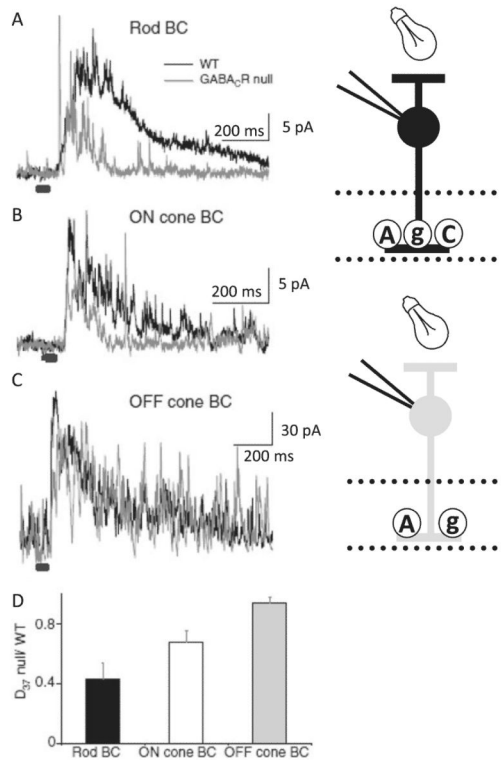 A
Rod BC
WT
GABA_CR null
200 ms
5 pA
A g C
B
ON cone BC
200 ms
5 pA
C
OFF cone BC
30 pA
200 ms
A g
D
D37 null/ WT
0.8
0.4
0
Rod BC ON cone BC OFF cone BC